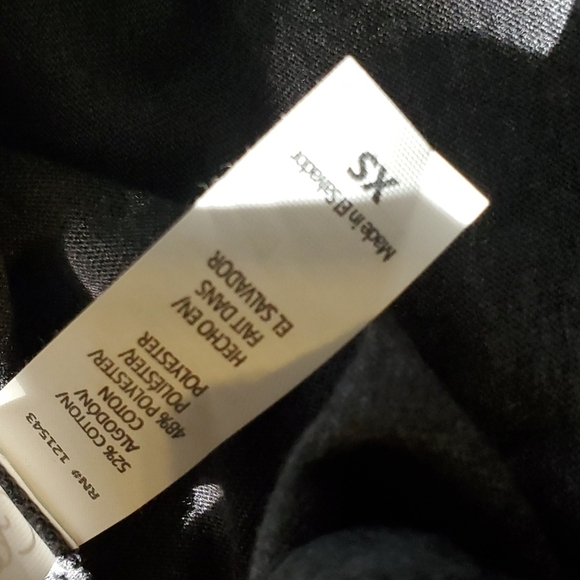 XS
Made in El Salvador
HECHO EN/
FAIT DANS
EL SALVADOR
52% COTTON/
ALGODÓN/
COTON
48% POLYESTER/
POLIÉSTER/
POLYESTER
RN# 121543